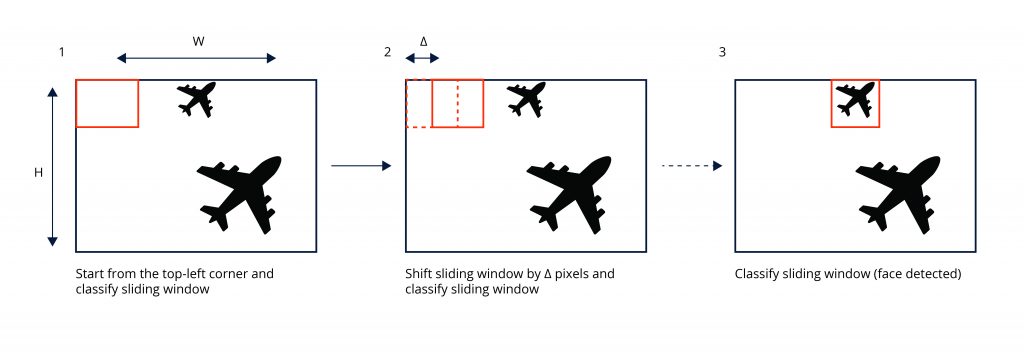 1
W
2
Δ
3
H
Start from the top-left corner and
classify sliding window
Shift sliding window by Δ pixels and
classify sliding window
Classify sliding window (face detected)